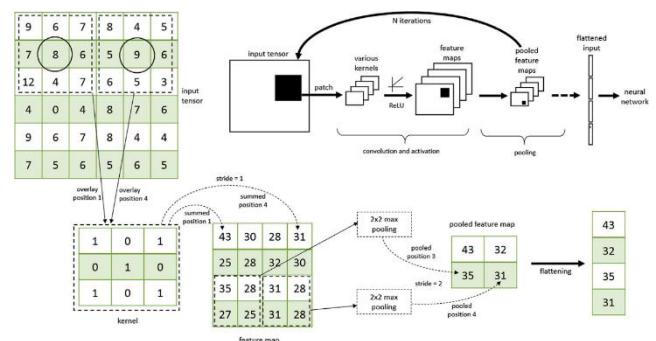 9 6 7 8 4 5
7 8 6 5 9 6
12 4 7 6 5 3
4 0 4 8 7 6
9 6 7 8 4 4
7 5 6 5 6 5
input
tensor
N iterations
input tensor
patch
various
kernels
ReLU
feature
maps
pooled
feature
maps
flattened
input
neural
network
convolution and activation
pooling
overlay
position 1
overlay
position 4
stride = 1
summed
position 4
summed
position 1
1 0 1
0 1 0
1 0 1
kernel
43 30 28 31
25 28 32 30
35 28 31 28
27 25 31 28
feature map
2x2 max
pooling
pooled
position 3
2x2 max
pooling
stride = 2
pooled
position 4
pooled feature map
43 32
35 31
flattening
43
32
35
31